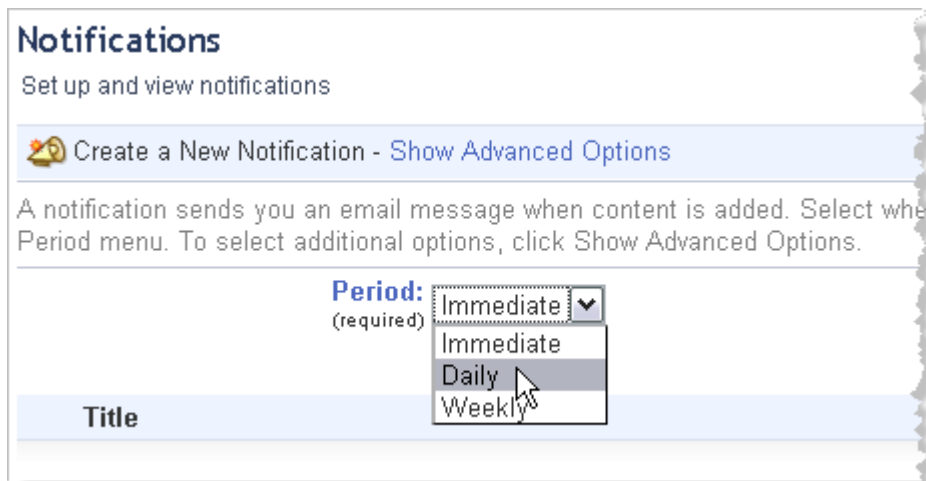 Notifications
Set up and view notifications
Create a New Notification - Show Advanced Options
A notification sends you an email message when content is added. Select
Period menu. To select additional options, click Show Advanced Options.
Period: Immediate
(required)
Immediate
Daily
Weekly
Title